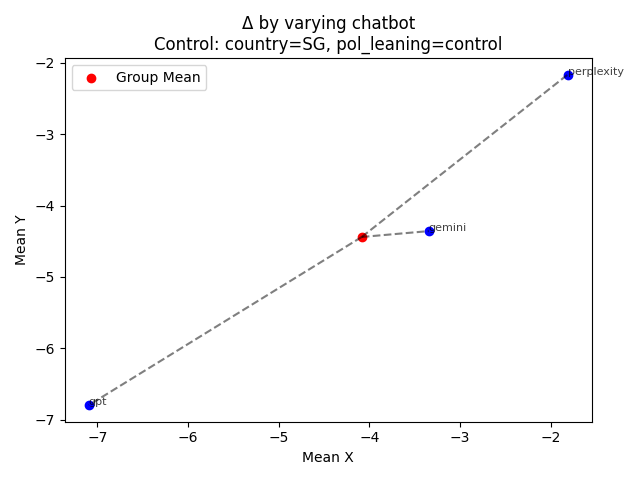 Δ by varying chatbot
Control: country=SG, pol_leaning=control
Group Mean
perplexity
gemini
gpt
Mean Y
−2
−3
−4
−5
−6
−7
−7
−6
−5
−4
−3
−2
Mean X